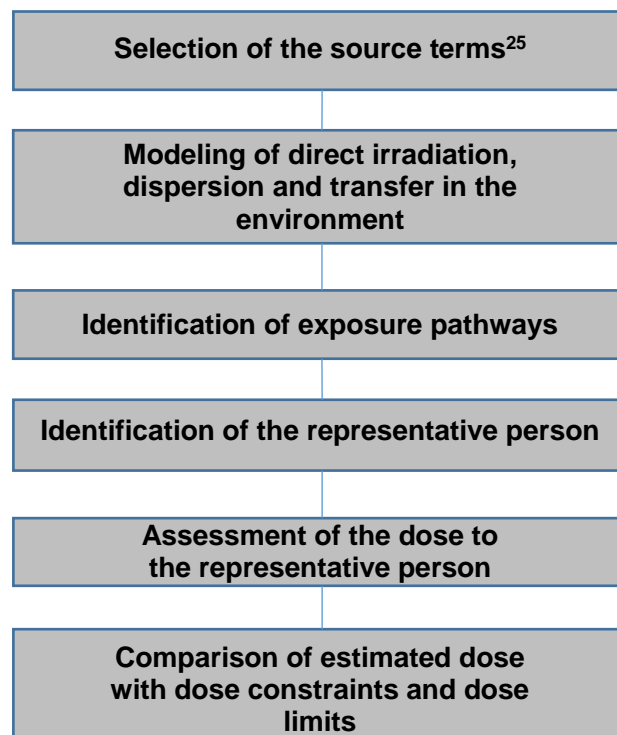 Selection of the source terms25
Modeling of direct irradiation,
dispersion and transfer in the
environment
Identification of exposure pathways
Identification of the representative person
Assessment of the dose to
the representative person
Comparison of estimated dose
with dose constraints and dose
limits